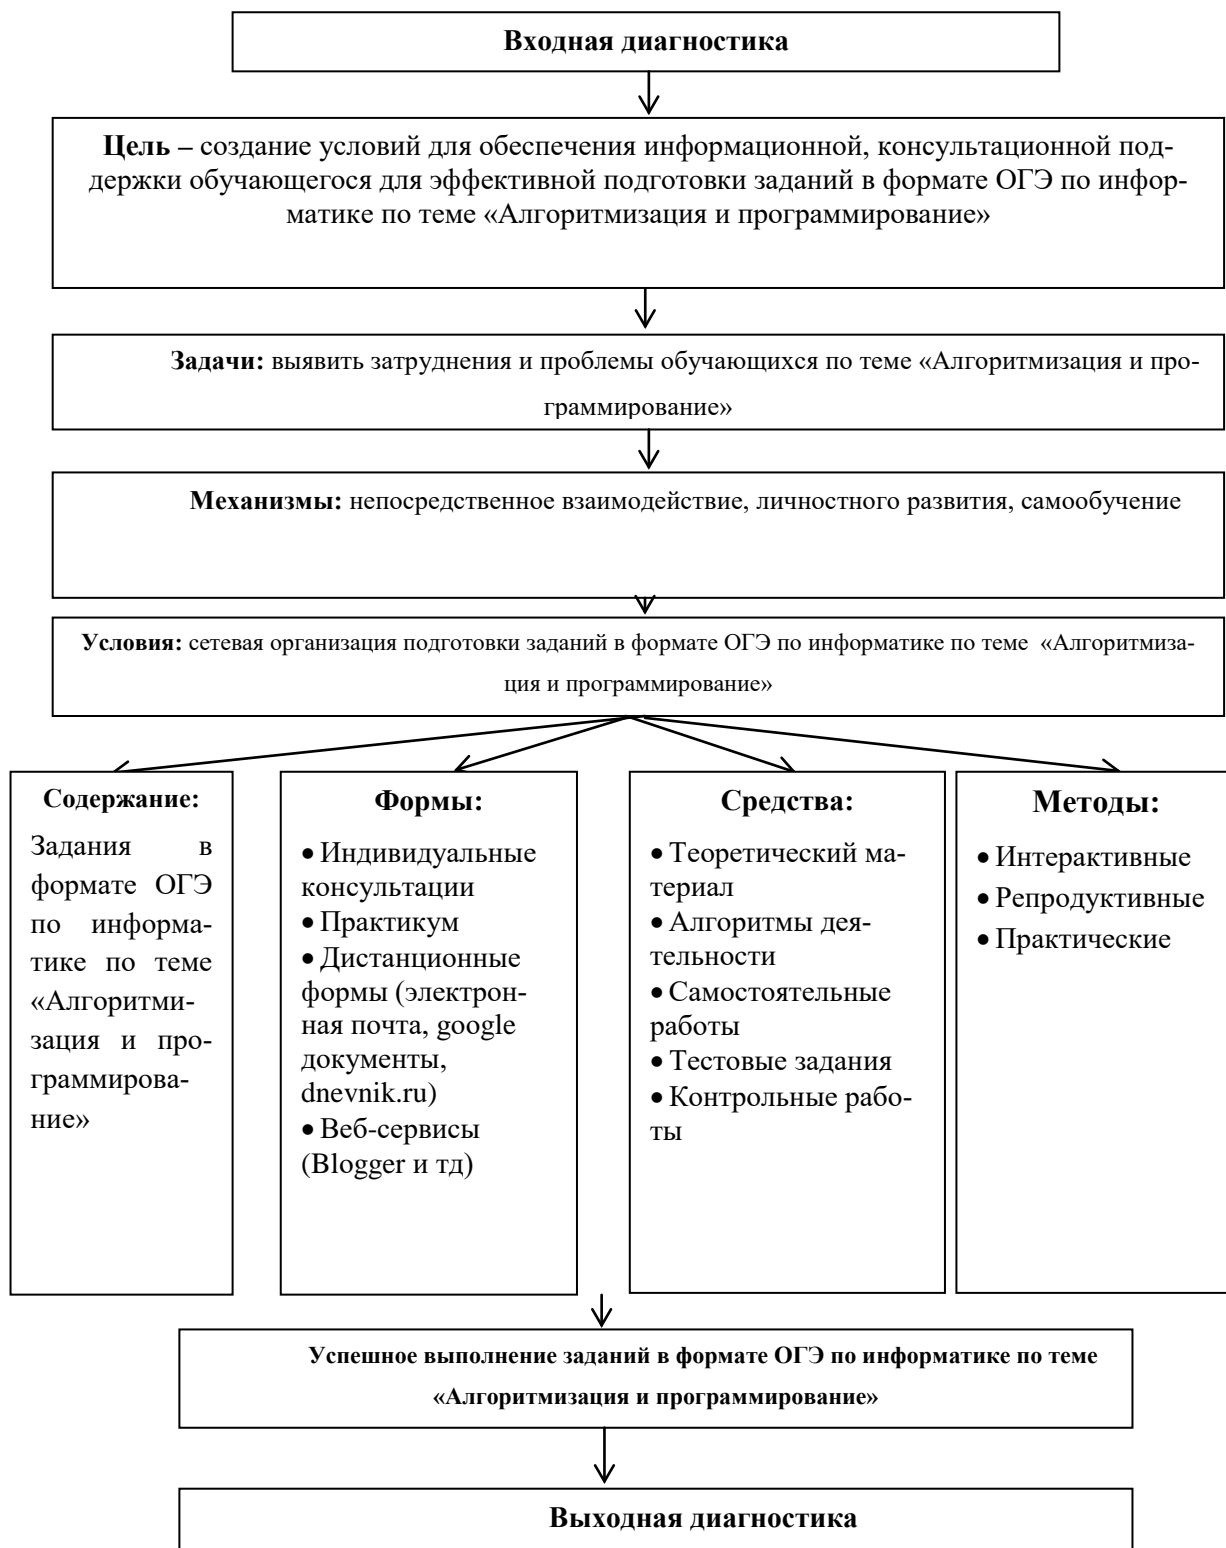 Входная диагностика
Цель – создание условий для обеспечения информационной, консультационной под-
держки обучающегося для эффективной подготовки заданий в формате ОГЭ по инфор-
матике по теме «Алгоритмизация и программирование»
Задачи: выявить затруднения и проблемы обучающихся по теме «Алгоритмизация и про-
граммирование»
Механизмы: непосредственное взаимодействие, личностного развития, самообучение
Условия: сетевая организация подготовки заданий в формате ОГЭ по информатике по теме «Алгоритмиза-
ция и программирование»
Содержание:
Задания в
формате ОГЭ
по информа-
тике по теме
«Алгоритми-
зация и про-
граммирова-
ние»
Формы:
• Индивидуальные
консультации
• Практикум
• Дистанционные
формы (электрон-
ная почта, google
документы,
dnevnik.ru)
• Веб-сервисы
(Blogger и тд)
Средства:
• Теоретический ма-
териал
• Алгоритмы дея-
тельности
• Самостоятельные
работы
• Тестовые задания
• Контрольные рабо-
ты
Методы:
• Интерактивные
• Репродуктивные
• Практические
Успешное выполнение заданий в формате ОГЭ по информатике по теме
«Алгоритмизация и программирование»
Выходная диагностика